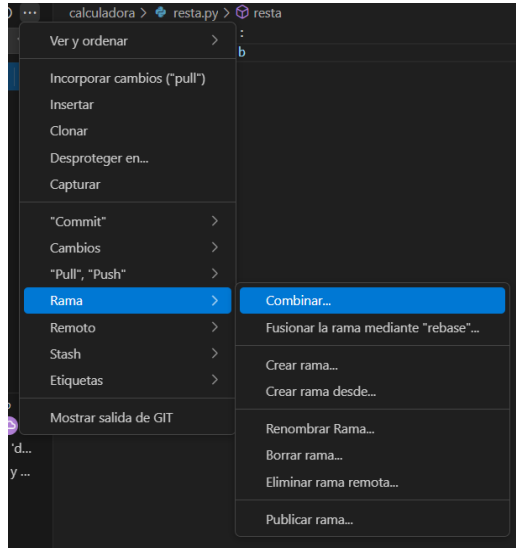 calculadora > resta.py > resta
:
b
Ver y ordenar
Incorporar cambios ("pull")
Insertar
Clonar
Desproteger en...
Capturar
"Commit"
Cambios
"Pull", "Push"
Rama
Remoto
Stash
Etiquetas
Mostrar salida de GIT
Combinar...
Fusionar la rama mediante "rebase"...
Crear rama...
Crear rama desde...
Renombrar Rama...
Borrar rama...
Eliminar rama remota...
Publicar rama...
'd...
y ...